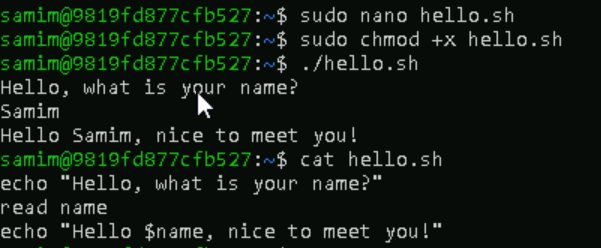 samim@9819fd877cfb527:~$ sudo nano hello.sh
samim@9819fd877cfb527:~$ sudo chmod +x hello.sh
samim@9819fd877cfb527:~$ ./hello.sh
Hello, what is your name?
Samim
Hello Samim, nice to meet you!
samim@9819fd877cfb527:~$ cat hello.sh
echo "Hello, what is your name?"
read name
echo "Hello $name, nice to meet you!"